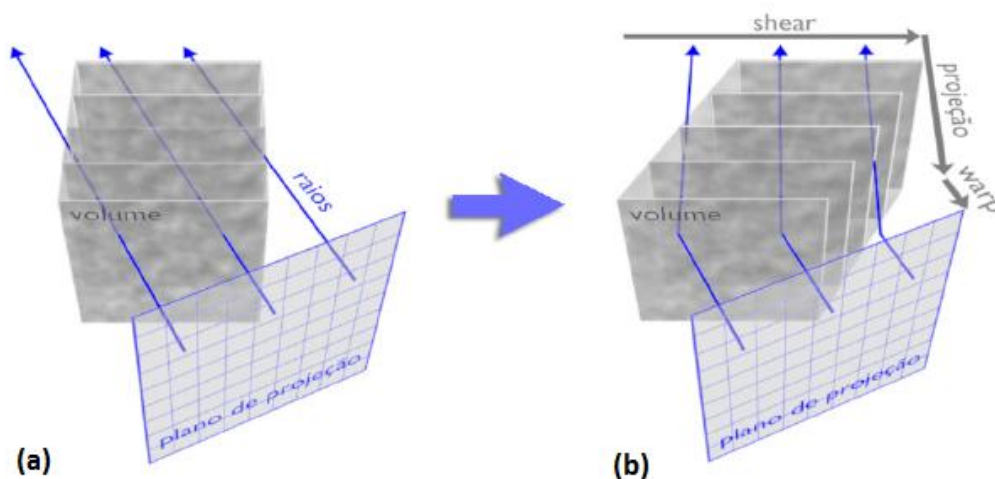 raios
volume
plano de projeção
(a)
shear
projeção
warp
volume
plano de projeção
(b)